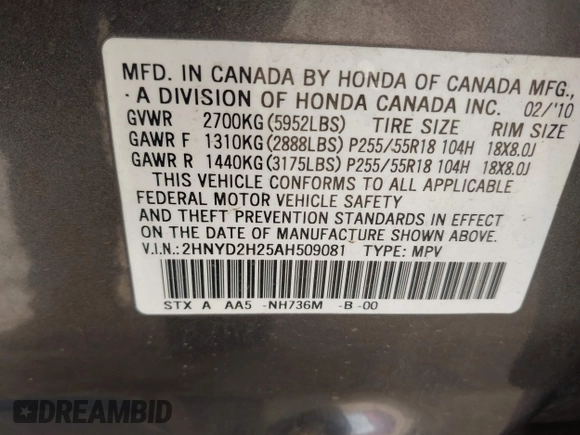 MFD. IN CANADA BY HONDA OF CANADA MFG.,
A DIVISION OF HONDA CANADA INC. 02/'10
GVWR 2700KG(5952LBS) TIRE SIZE RIM SIZE
GAWR F 1310KG(2888LBS) P255/55R18 104H 18X8.0J
GAWR R 1440KG(3175LBS) P255/55R18 104H 18X8.0J
THIS VEHICLE CONFORMS TO ALL APPLICABLE
FEDERAL MOTOR VEHICLE SAFETY
AND THEFT PREVENTION STANDARDS IN EFFECT
ON THE DATE OF MANUFACTURE SHOWN ABOVE.
V.I.N.:2HNYD2H25AH509081 TYPE: MPV
STX A AA5 -NH736M -B-00
DREAMBID